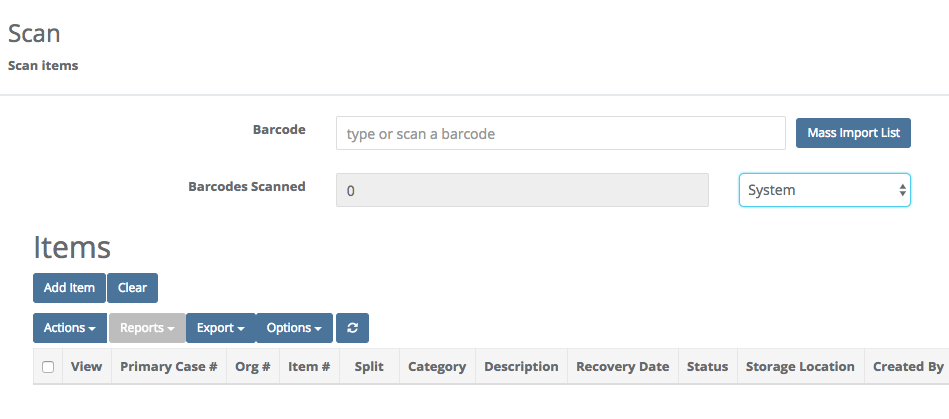 Scan
Scan items
Barcode type or scan a barcode Mass Import List
Barcodes Scanned 0 System
Items
Add Item Clear
Actions Reports Export Options
View Primary Case # Org # Item # Split Category Description Recovery Date Status Storage Location Created By